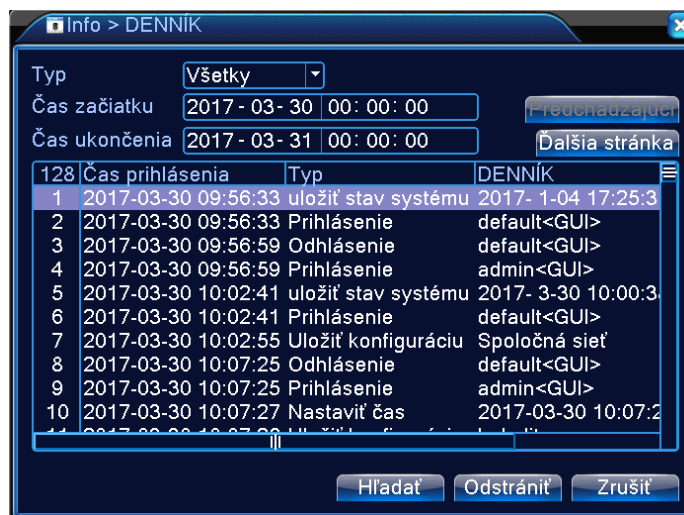 Info > DENNÍK
Typ Všetky
Čas začiatku 2017 - 03 - 30 00: 00: 00 Predchádzajúci
Čas ukončenia 2017 - 03 - 31 00: 00: 00 Ďalšia stránka
128 Čas prihlásenia Typ DENNÍK
1 2017-03-30 09:56:33 uložiť stav systému 2017- 1-04 17:25:3
2 2017-03-30 09:56:33 Prihlásenie default<GUI>
3 2017-03-30 09:56:59 Odhlásenie default<GUI>
4 2017-03-30 09:56:59 Prihlásenie admin<GUI>
5 2017-03-30 10:02:41 uložiť stav systému 2017- 3-30 10:00:3
6 2017-03-30 10:02:41 Prihlásenie default<GUI>
7 2017-03-30 10:02:55 Uložiť konfiguráciu Spoločná sieť
8 2017-03-30 10:07:25 Odhlásenie default<GUI>
9 2017-03-30 10:07:25 Prihlásenie admin<GUI>
10 2017-03-30 10:07:27 Nastaviť čas 2017-03-30 10:07:2
Hľadať Odstrániť Zrušiť